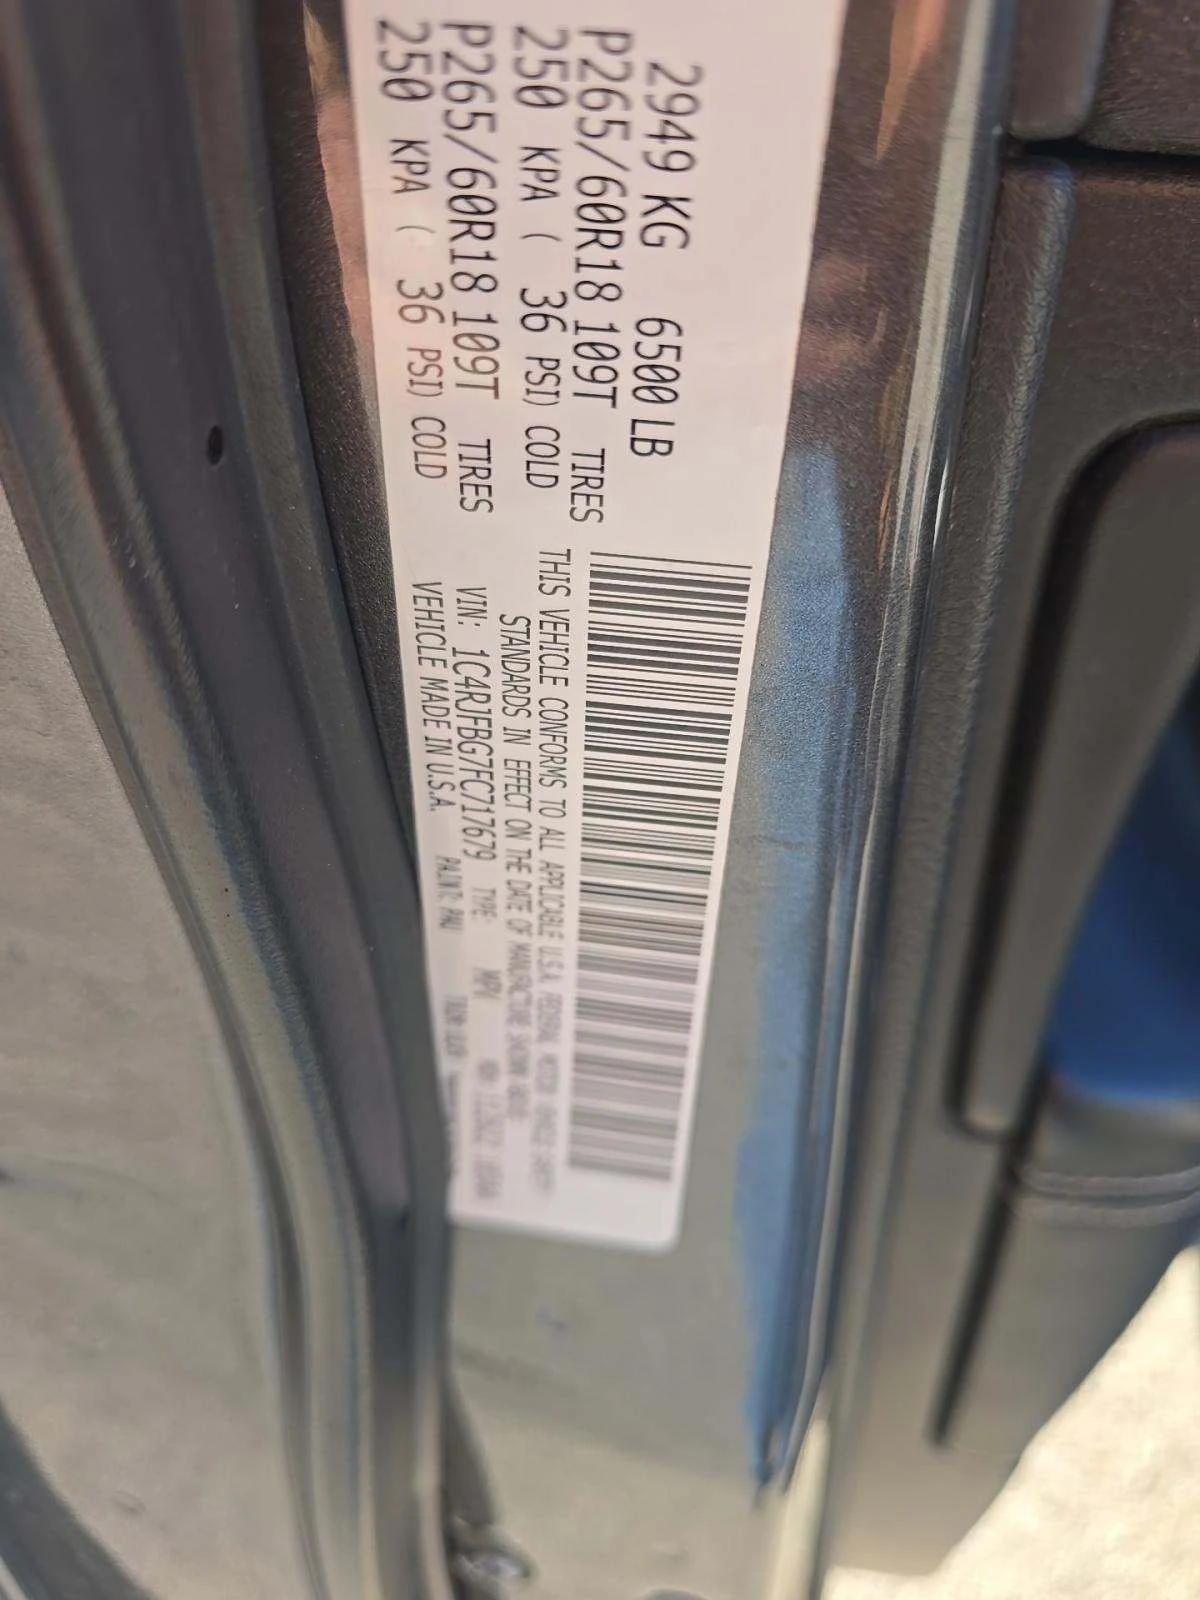 2949 KG 6500 LB
P265/60R18 109T TIRES
250 KPA ( 36 PSI) COLD
P265/60R18 109T TIRES
250 KPA ( 36 PSI) COLD
THIS VEHICLE CONFORMS TO ALL APPLICABLE U.S.A. FEDERAL MOTOR VEHICLE SAFETY
STANDARDS IN EFFECT ON THE DATE OF MANUFACTURE SHOWN ABOVE.
VIN: 1C4RJFBG7FC717679 TYPE: MPV
VEHICLE MADE IN U.S.A. PAINT: PAU